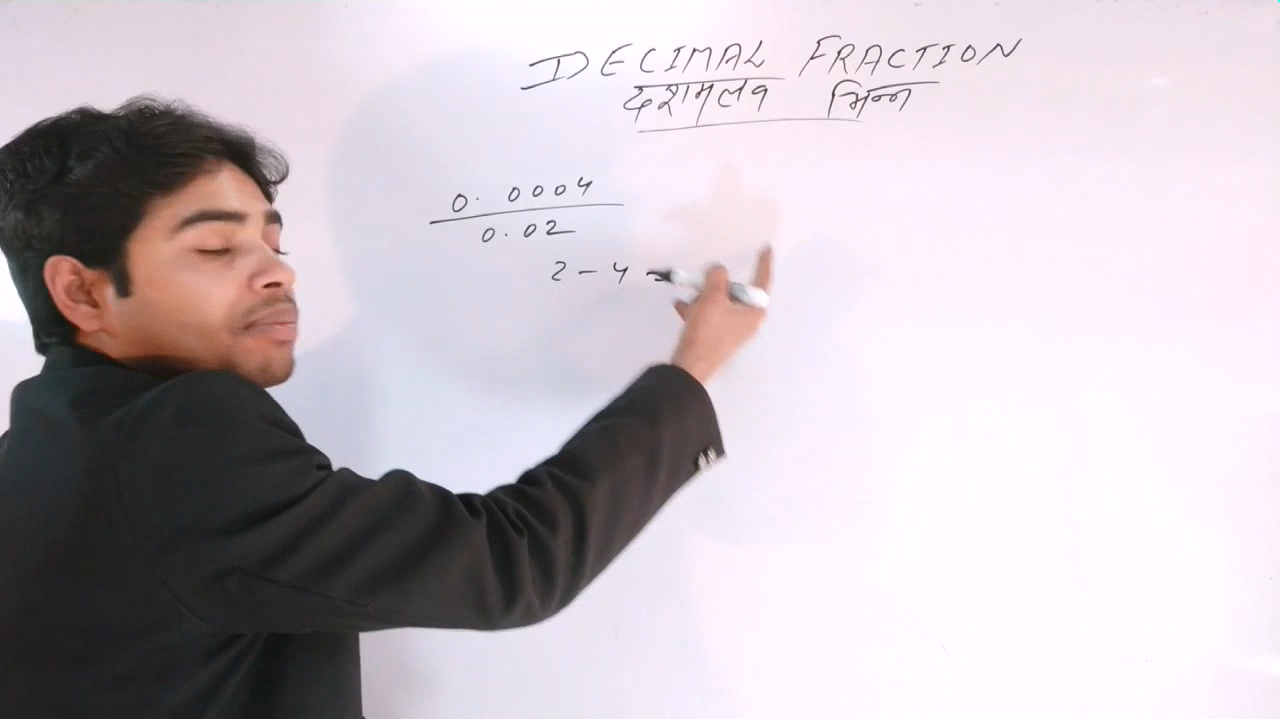 DECIMAL FRACTION
दशमलव भिन्न
0.0004
0.02
2-4 =